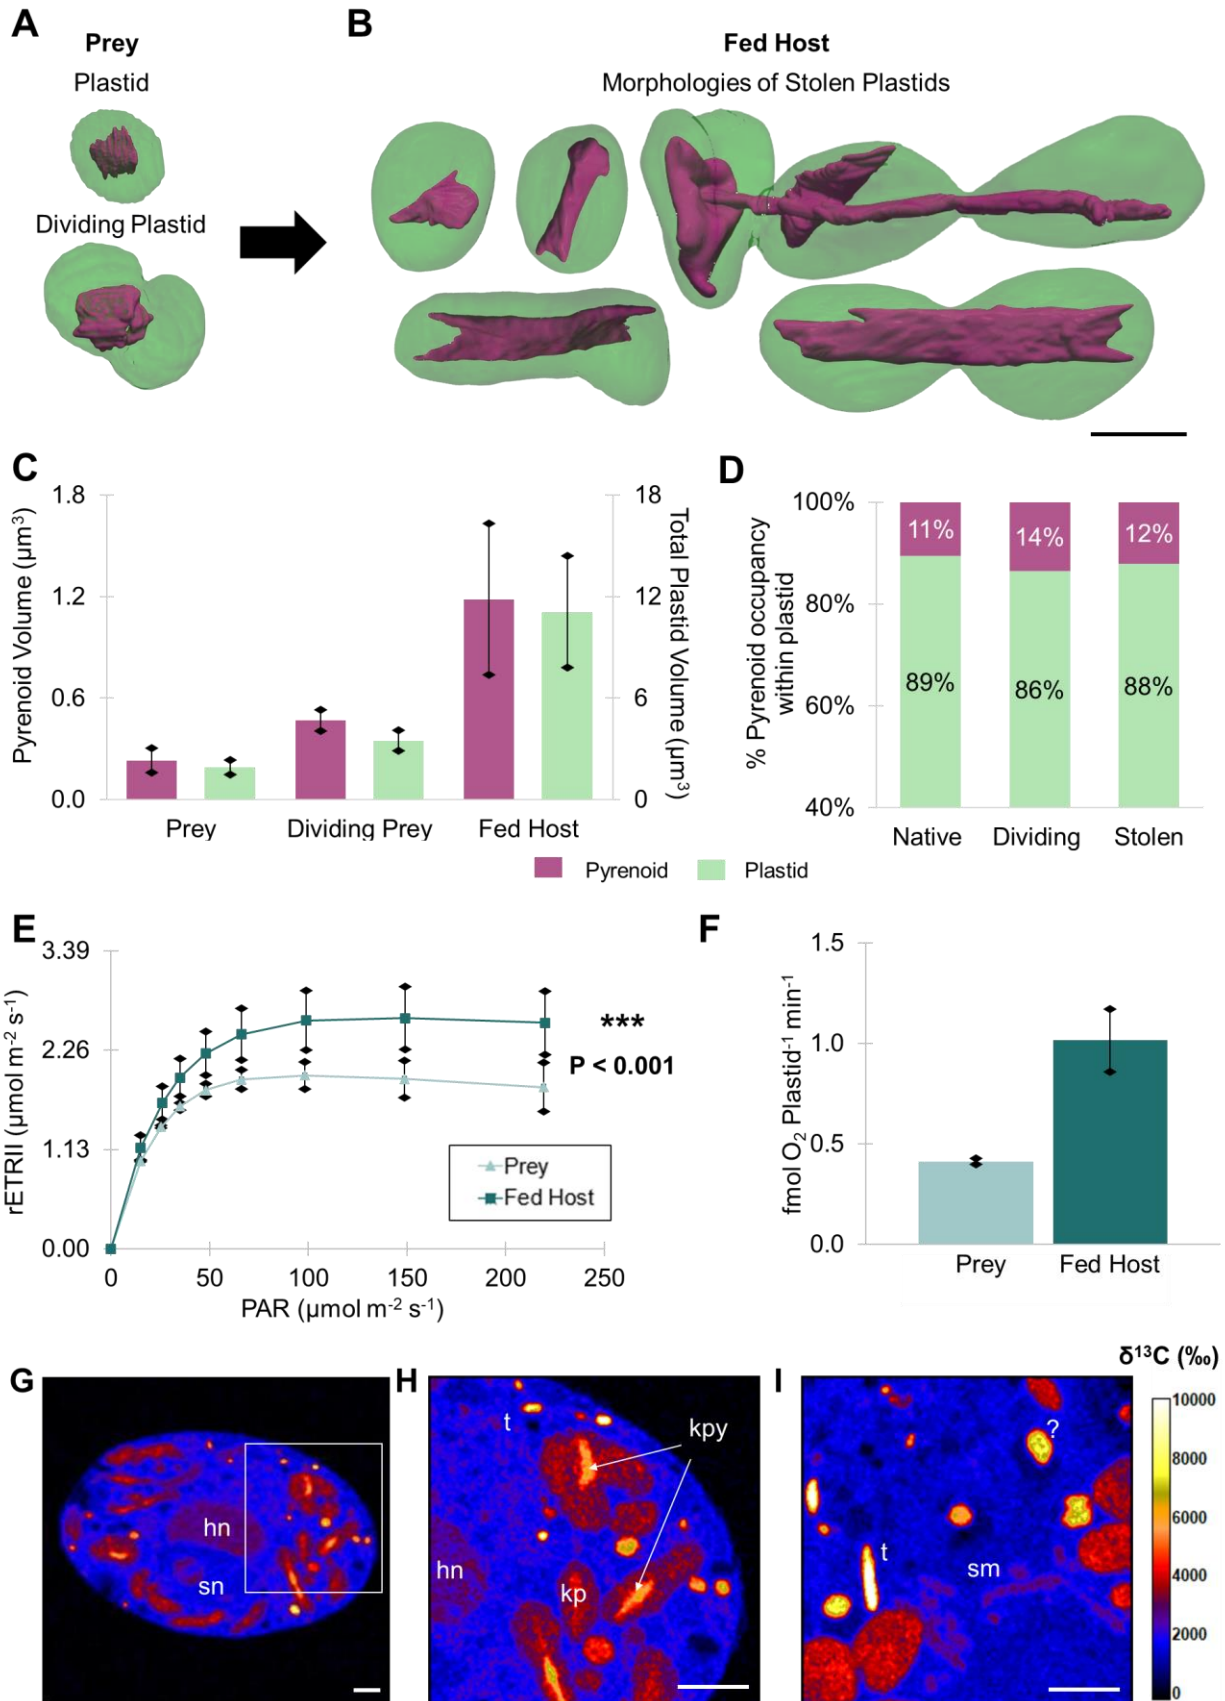 A
Prey
Plastid
Dividing Plastid
B
Fed Host
Morphologies of Stolen Plastids
C
Pyrenoid Volume (µm³)
1.8
1.2
0.6
0.0
18
12
6
0
Total Plastid Volume (µm³)
Prey
Dividing Prey
Fed Host
D
% Pyrenoid occupancy
within plastid
100%
80%
60%
40%
11%
14%
12%
89%
86%
88%
Native
Dividing
Stolen
Pyrenoid
Plastid
E
rETRII (µmol m⁻² s⁻¹)
3.39
2.26
1.13
0.00
***
P < 0.001
Prey
Fed Host
0
50
100
150
200
250
PAR (µmol m⁻² s⁻¹)
F
fmol O₂ Plastid⁻¹ min⁻¹
1.5
1.0
0.5
0.0
Prey
Fed Host
G
hn
sn
H
t
kpy
hn
kp
I
?
t
sm
δ¹³C (‰)
10000
8000
6000
4000
2000
0